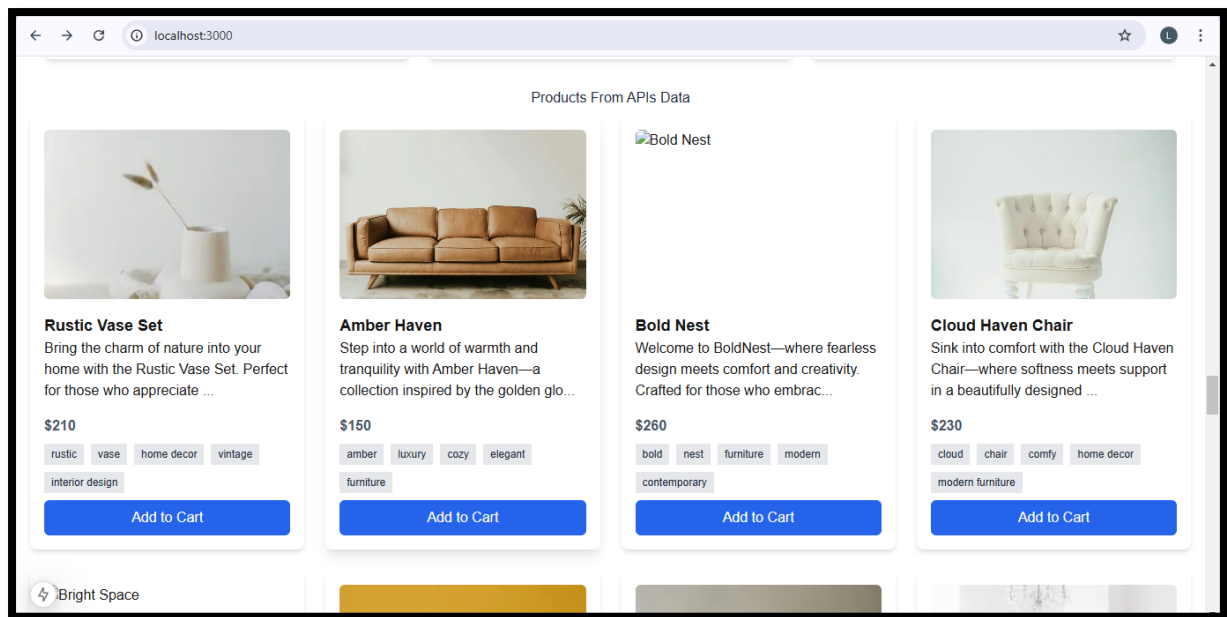 localhost:3000
L
Products From APIs Data
Bold Nest
Rustic Vase Set
Bring the charm of nature into your
home with the Rustic Vase Set. Perfect
for those who appreciate ...
$210
rustic vase home decor vintage
interior design
Add to Cart
Amber Haven
Step into a world of warmth and
tranquility with Amber Haven—a
collection inspired by the golden glo...
$150
amber luxury cozy elegant
furniture
Add to Cart
Bold Nest
Welcome to BoldNest—where fearless
design meets comfort and creativity.
Crafted for those who embrac...
$260
bold nest furniture modern
contemporary
Add to Cart
Cloud Haven Chair
Sink into comfort with the Cloud Haven
Chair—where softness meets support
in a beautifully designed ...
$230
cloud chair comfy home decor
modern furniture
Add to Cart
Bright Space